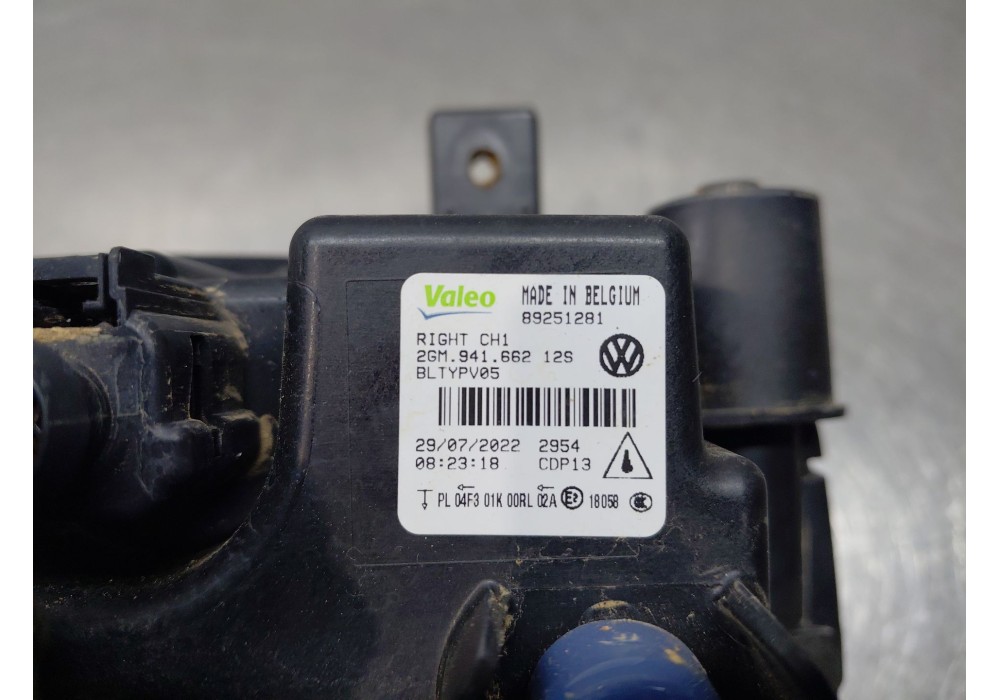 Valeo MADE IN BELGIUM
89251281
RIGHT CH1
2GM.941.662 12S
BLTYPV05
29/07/2022 2954
08:23:18 CDP13
PL 04F3 01K 00RL 02A E2 18058 CCC